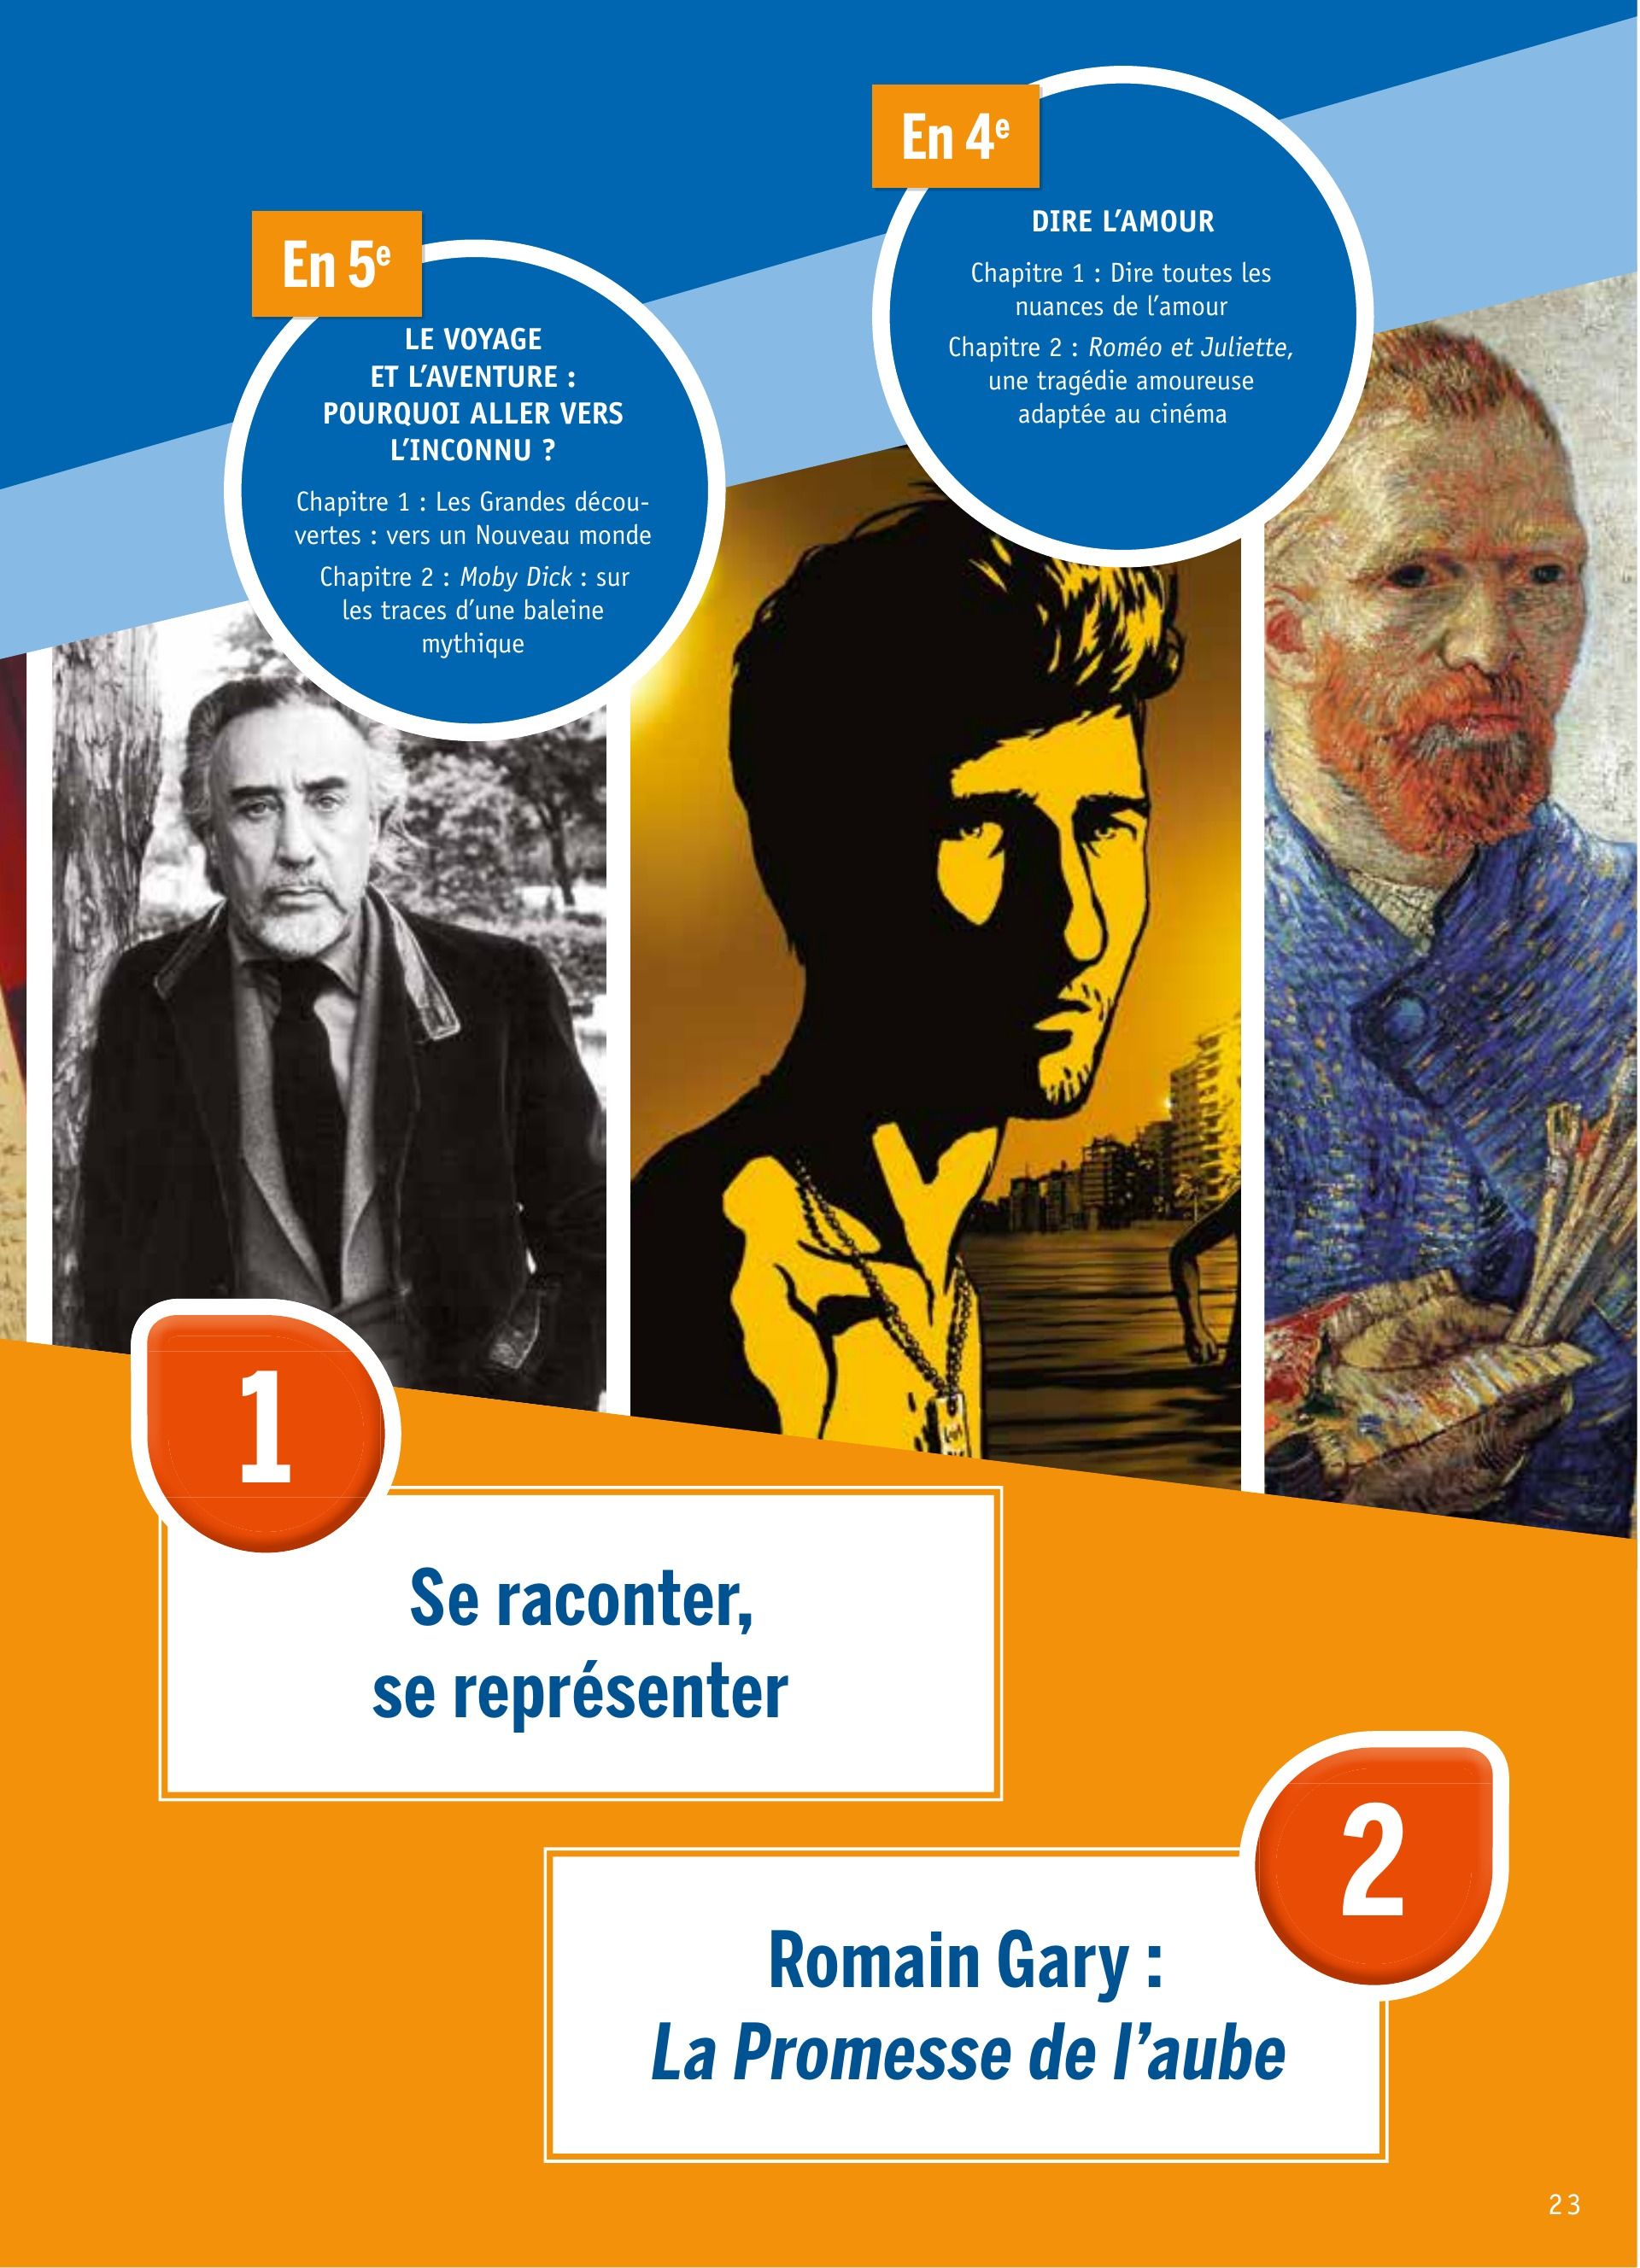 En 5e
LE VOYAGE
ET L’AVENTURE :
POURQUOI ALLER VERS
L’INCONNU ?
Chapitre 1 : Les Grandes décou-
vertes : vers un Nouveau monde
Chapitre 2 : Moby Dick : sur
les traces d’une baleine
mythique
En 4e
DIRE L’AMOUR
Chapitre 1 : Dire toutes les
nuances de l’amour
Chapitre 2 : Roméo et Juliette,
une tragédie amoureuse
adaptée au cinéma
1
Se raconter,
se représenter
2
Romain Gary :
La Promesse de l’aube
23